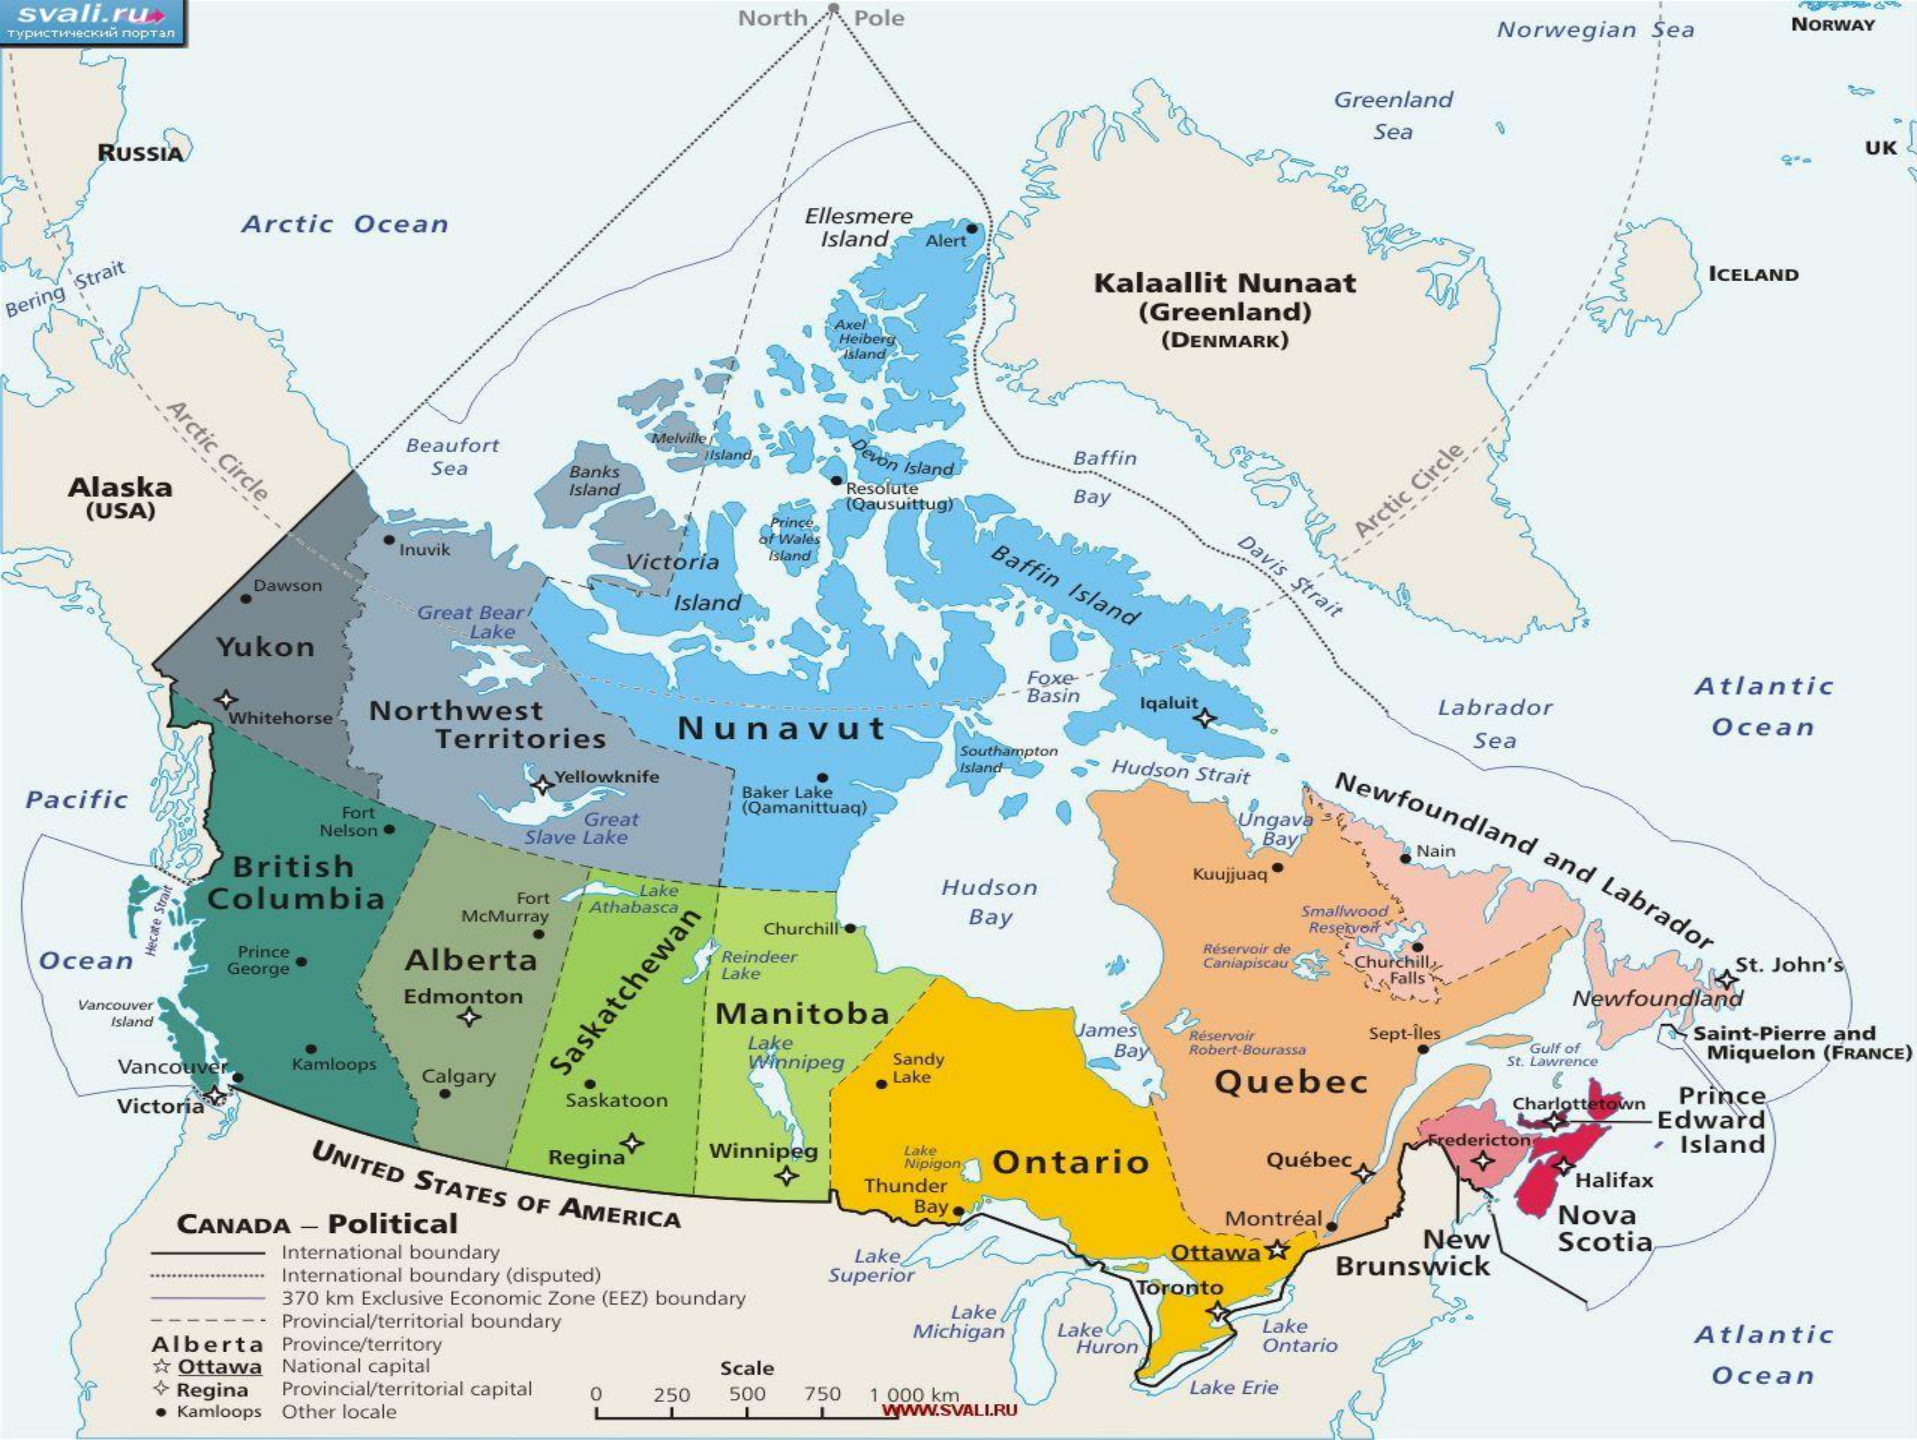 svali.ru
туристический портал
North Pole
Norwegian Sea
NORWAY
Greenland
Sea
UK
RUSSIA
Arctic Ocean
Ellesmere
Island
Alert
Bering Strait
Kalaallit Nunaat
(Greenland)
(DENMARK)
ICELAND
Axel
Heiberg
Island
Arctic Circle
Beaufort
Sea
Melville
Island
Devon Island
Banks
Island
Baffin
Bay
Arctic Circle
Alaska
(USA)
Resolute
(Qausuittuq)
Prince
of Wales
Island
Inuvik
Victoria
Island
Baffin Island
Davis Strait
Dawson
Great Bear
Lake
Yukon
Foxe
Basin
Iqaluit
Atlantic
Ocean
Labrador
Sea
Whitehorse
Northwest
Territories
Nunavut
Southampton
Island
Hudson Strait
Yellowknife
Baker Lake
(Qamanittuaq)
Newfoundland and Labrador
Pacific
Ocean
Fort
Nelson
Great
Slave Lake
Ungava
Bay
Nain
Kuujjuaq
British
Columbia
Hecate Strait
Fort
McMurray
Lake
Athabasca
Hudson
Bay
Smallwood
Reservoir
Churchill
Prince
George
Alberta
Saskatchewan
Reindeer
Lake
Réservoir de
Caniapiscau
Churchill
Falls
St. John's
Newfoundland
Vancouver
Island
Edmonton
Manitoba
Lake
Winnipeg
James
Bay
Réservoir
Robert-Bourassa
Sept-Îles
Gulf of
St. Lawrence
Saint-Pierre and
Miquelon (FRANCE)
Sandy
Lake
Vancouver
Kamloops
Calgary
Quebec
Victoria
Saskatoon
Charlottetown
Prince
Edward
Island
Regina
Winnipeg
Lake
Nipigon
Ontario
Québec
Fredericton
Halifax
Thunder
Bay
Nova
Scotia
UNITED STATES OF AMERICA
Montréal
New
Brunswick
Ottawa
Lake
Superior
Toronto
Lake
Michigan
Lake
Huron
Lake
Ontario
Lake Erie
Atlantic
Ocean
CANADA – Political
International boundary
International boundary (disputed)
370 km Exclusive Economic Zone (EEZ) boundary
Provincial/territorial boundary
Alberta Province/territory
Ottawa National capital
Regina Provincial/territorial capital
Kamloops Other locale
Scale
0 250 500 750 1 000 km
WWW.SVALI.RU